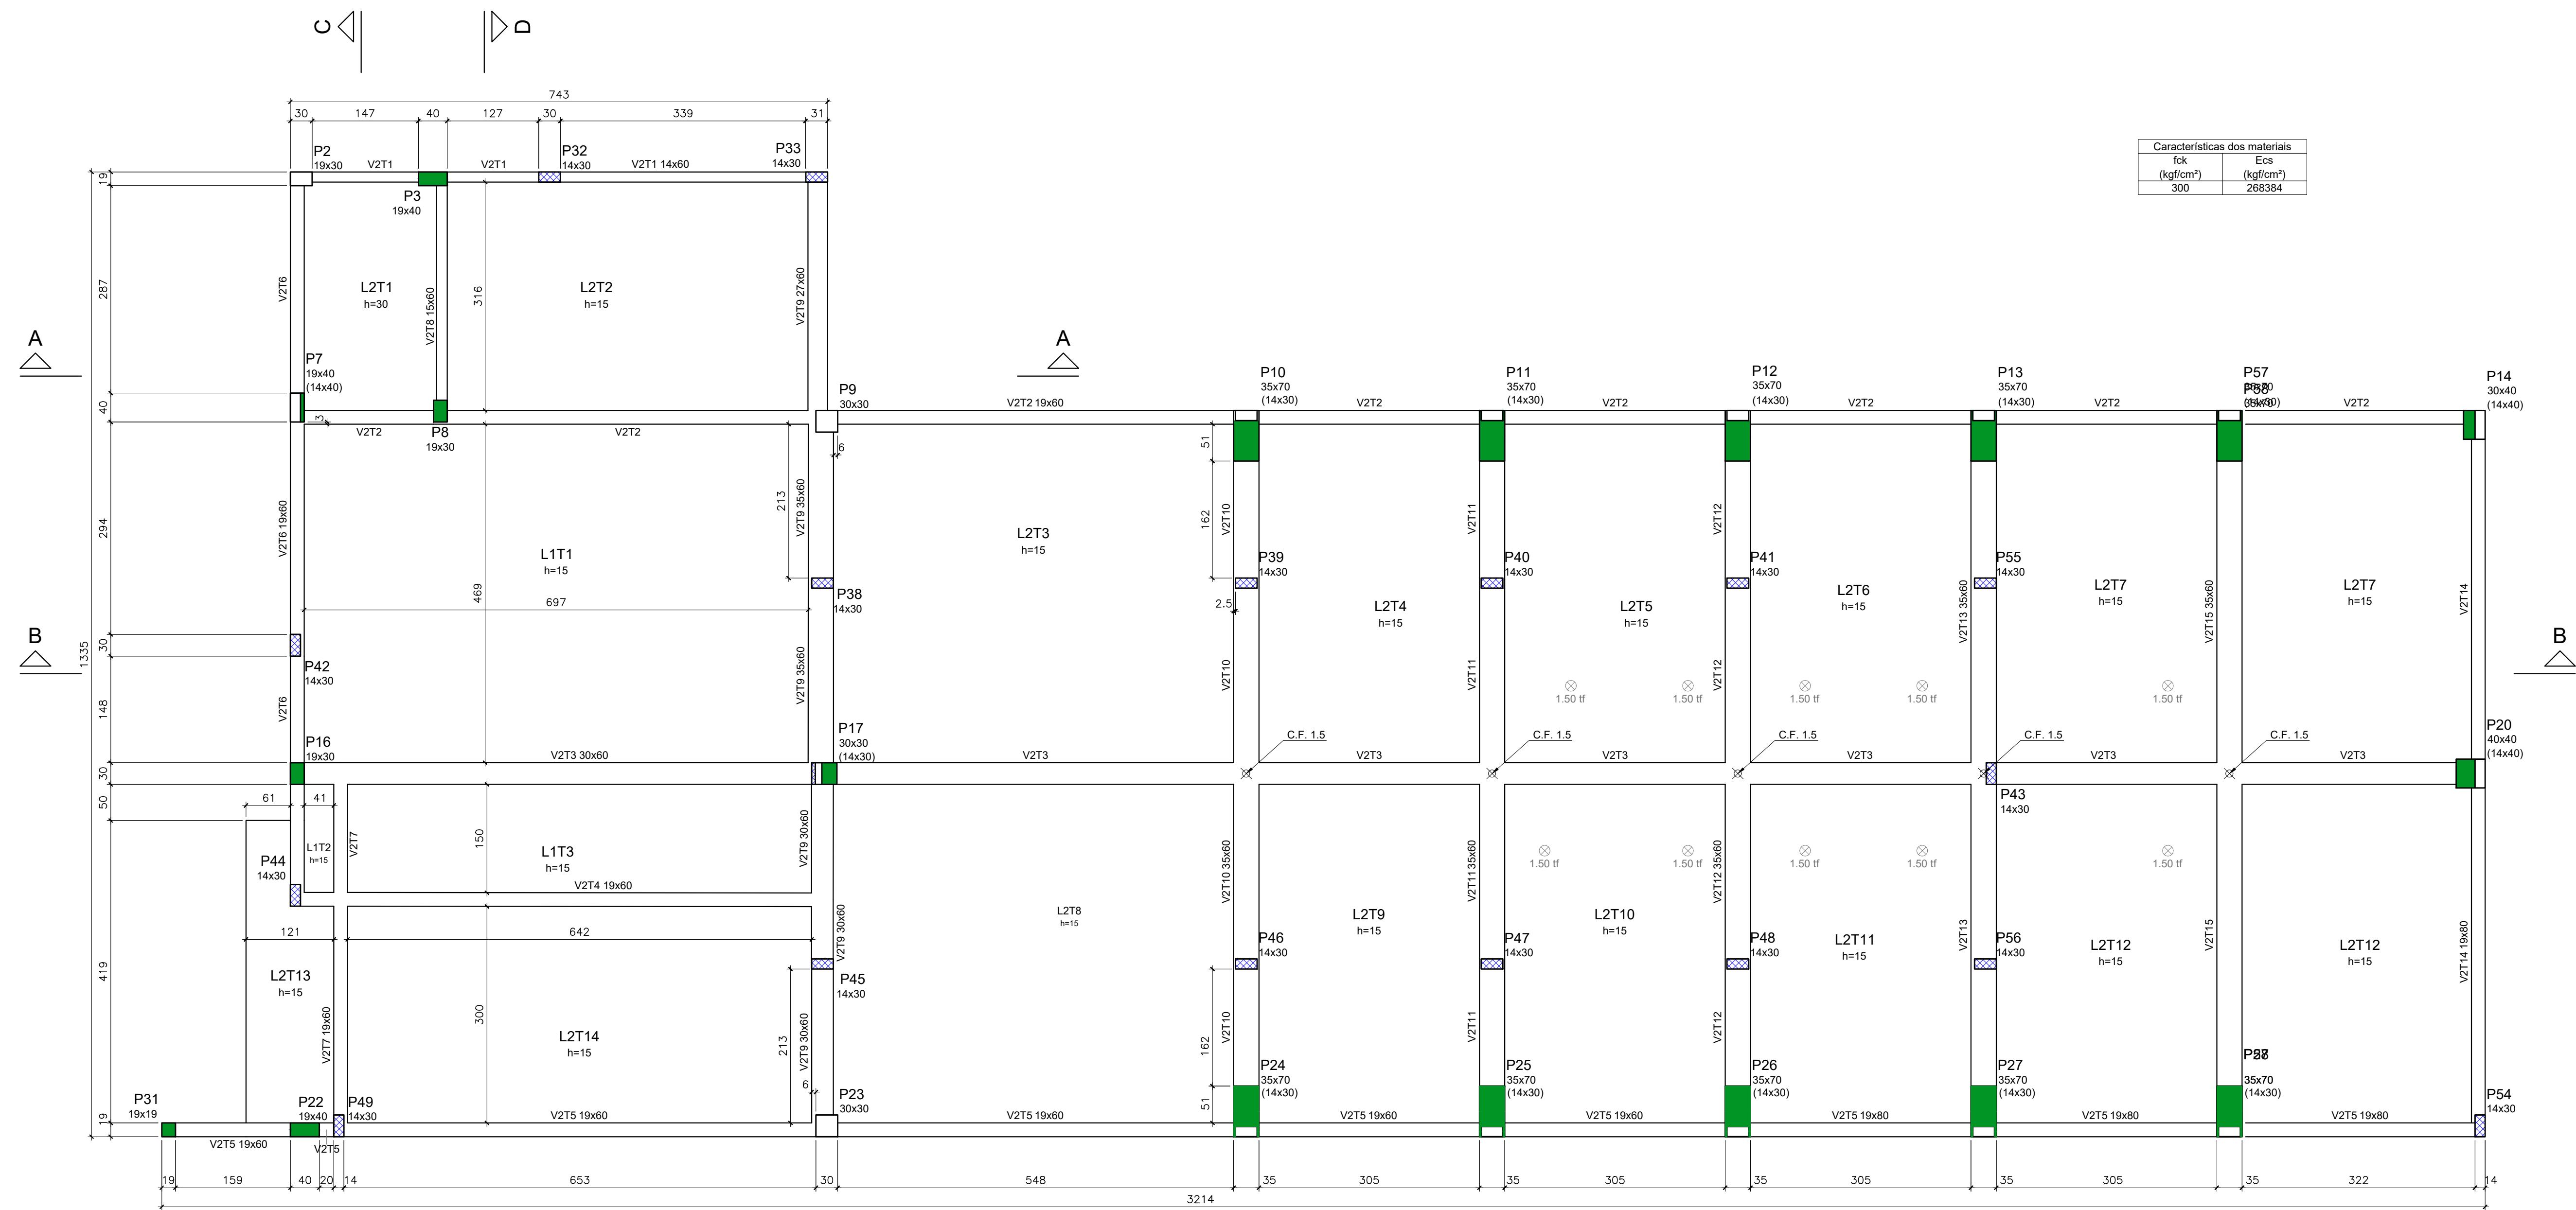 C
D
743
30
147
40
127
30
339
31
P2
19x30
V2T1
V2T1
P32
14x30
V2T1 14x60
P33
14x30
Características dos materiais
fck
(kgf/cm²)
Ecs
(kgf/cm²)
300
268384
19
P3
19x40
287
V2T6
L2T1
h=30
V2T8 15x60
316
L2T2
h=15
V2T9 27x60
A
A
P7
19x40
(14x40)
40
3
V2T2
P8
19x30
V2T2
P9
30x30
6
V2T2 19x60
P10
35x70
(14x30)
V2T2
P11
35x70
(14x30)
V2T2
P12
35x70
(14x30)
V2T2
P13
35x70
(14x30)
V2T2
P57
V2T2
P14
30x40
(14x40)
294
V2T6 19x60
L1T1
h=15
469
697
213
V2T9 35x60
P38
14x30
L2T3
h=15
51
162
V2T10
P39
14x30
2.5
L2T4
h=15
V2T11
P40
14x30
L2T5
h=15
V2T12
P41
14x30
L2T6
h=15
V2T13 35x60
P55
14x30
L2T7
h=15
V2T15 35x60
L2T7
h=15
V2T14
B
B
1335
30
P42
14x30
148
V2T6
V2T9 35x60
V2T10
V2T11
V2T12
1.50 tf
1.50 tf
1.50 tf
1.50 tf
1.50 tf
P16
19x30
V2T3 30x60
P17
30x30
(14x30)
V2T3
C.F. 1.5
V2T3
C.F. 1.5
V2T3
C.F. 1.5
V2T3
C.F. 1.5
V2T3
C.F. 1.5
V2T3
P20
40x40
(14x40)
30
50
61
41
P43
14x30
L1T2
h=15
V2T7
150
L1T3
h=15
V2T9 30x60
P44
14x30
V2T4 19x60
1.50 tf
1.50 tf
1.50 tf
1.50 tf
1.50 tf
V2T10 35x60
V2T11 35x60
V2T12 35x60
419
121
642
L2T13
h=15
V2T7 19x60
300
L2T14
h=15
V2T9 30x60
P45
14x30
213
V2T9 30x60
L2T8
h=15
P46
14x30
L2T9
h=15
P47
14x30
L2T10
h=15
P48
14x30
L2T11
h=15
V2T13
P56
14x30
L2T12
h=15
V2T15
L2T12
h=15
V2T14 19x80
162
V2T10
V2T11
V2T12
51
P24
35x70
(14x30)
P25
35x70
(14x30)
P26
35x70
(14x30)
P27
35x70
(14x30)
35x70
(14x30)
P54
14x30
19
P31
19x19
V2T5 19x60
P22
19x40
V2T5
P49
14x30
V2T5 19x60
6
P23
30x30
V2T5 19x60
V2T5 19x60
V2T5 19x60
V2T5 19x80
V2T5 19x80
V2T5 19x80
19
159
40
20
14
653
30
548
35
305
35
305
35
305
35
305
35
322
14
3214